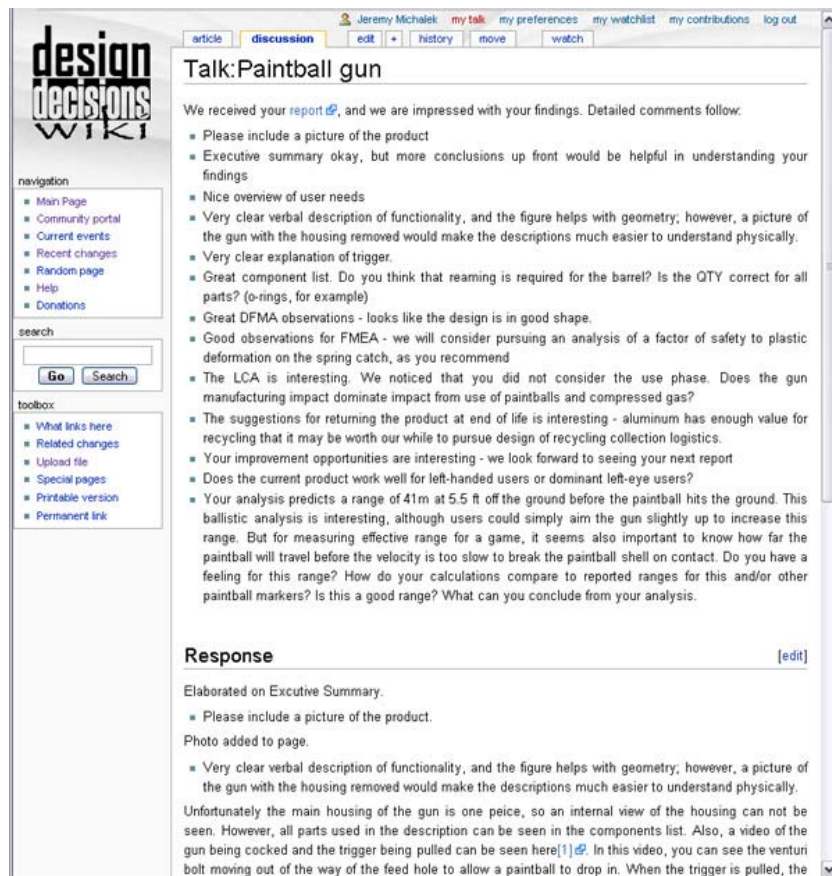 Jeremy Michalek my talk my preferences my watchlist my contributions log out
article discussion edit + history move watch
design
decisions
WIKI
Talk:Paintball gun
We received your report, and we are impressed with your findings. Detailed comments follow:
Please include a picture of the product
Executive summary okay, but more conclusions up front would be helpful in understanding your
findings
Nice overview of user needs
Very clear verbal description of functionality, and the figure helps with geometry; however, a picture of
the gun with the housing removed would make the descriptions much easier to understand physically.
Very clear explanation of trigger.
Great component list. Do you think that reaming is required for the barrel? Is the QTY correct for all
parts? (o-rings, for example)
Great DFMA observations - looks like the design is in good shape.
Good observations for FMEA - we will consider pursuing an analysis of a factor of safety to plastic
deformation on the spring catch, as you recommend
The LCA is interesting. We noticed that you did not consider the use phase. Does the gun
manufacturing impact dominate impact from use of paintballs and compressed gas?
The suggestions for returning the product at end of life is interesting - aluminum has enough value for
recycling that it may be worth our while to pursue design of recycling collection logistics.
Your improvement opportunities are interesting - we look forward to seeing your next report
Does the current product work well for left-handed users or dominant left-eye users?
Your analysis predicts a range of 41m at 5.5 ft off the ground before the paintball hits the ground. This
ballistic analysis is interesting, although users could simply aim the gun slightly up to increase this
range. But for measuring effective range for a game, it seems also important to know how far the
paintball will travel before the velocity is too slow to break the paintball shell on contact. Do you have a
feeling for this range? How do your calculations compare to reported ranges for this and/or other
paintball markers? Is this a good range? What can you conclude from your analysis.
Response [edit]
Elaborated on Excutive Summary.
Please include a picture of the product.
Photo added to page.
Very clear verbal description of functionality, and the figure helps with geometry; however, a picture of
the gun with the housing removed would make the descriptions much easier to understand physically.
Unfortunately the main housing of the gun is one peice, so an internal view of the housing can not be
seen. However, all parts used in the description can be seen in the components list. Also, a video of the
gun being cocked and the trigger being pulled can be seen here[1]. In this video, you can see the venturi
bolt moving out of the way of the feed hole to allow a paintball to drop in. When the trigger is pulled, the
navigation
Main Page
Community portal
Current events
Recent changes
Random page
Help
Donations
search
Go Search
toolbox
What links here
Related changes
Upload file
Special pages
Printable version
Permanent link